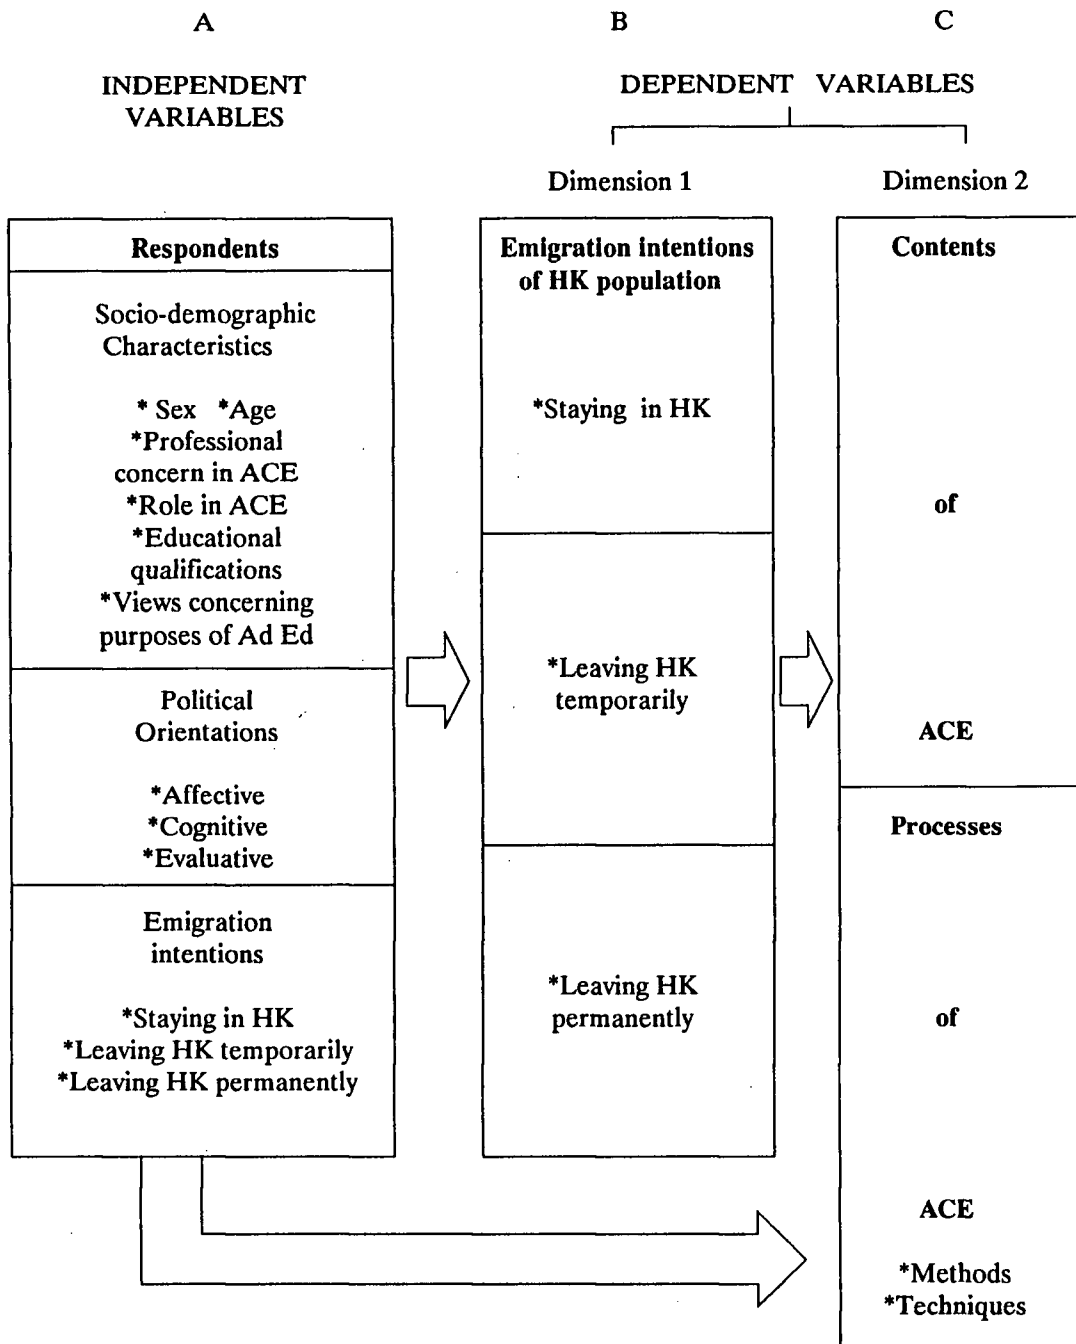 A
B
C
INDEPENDENT
VARIABLES
DEPENDENT VARIABLES
Dimension 1
Dimension 2
Respondents
Socio-demographic
Characteristics
* Sex *Age
*Professional
concern in ACE
*Role in ACE
*Educational
qualifications
*Views concerning
purposes of Ad Ed
Political
Orientations
*Affective
*Cognitive
*Evaluative
Emigration
intentions
*Staying in HK
*Leaving HK temporarily
*Leaving HK permanently
Emigration intentions
of HK population
*Staying in HK
*Leaving HK
temporarily
*Leaving HK
permanently
Contents
of
ACE
Processes
of
ACE
*Methods
*Techniques